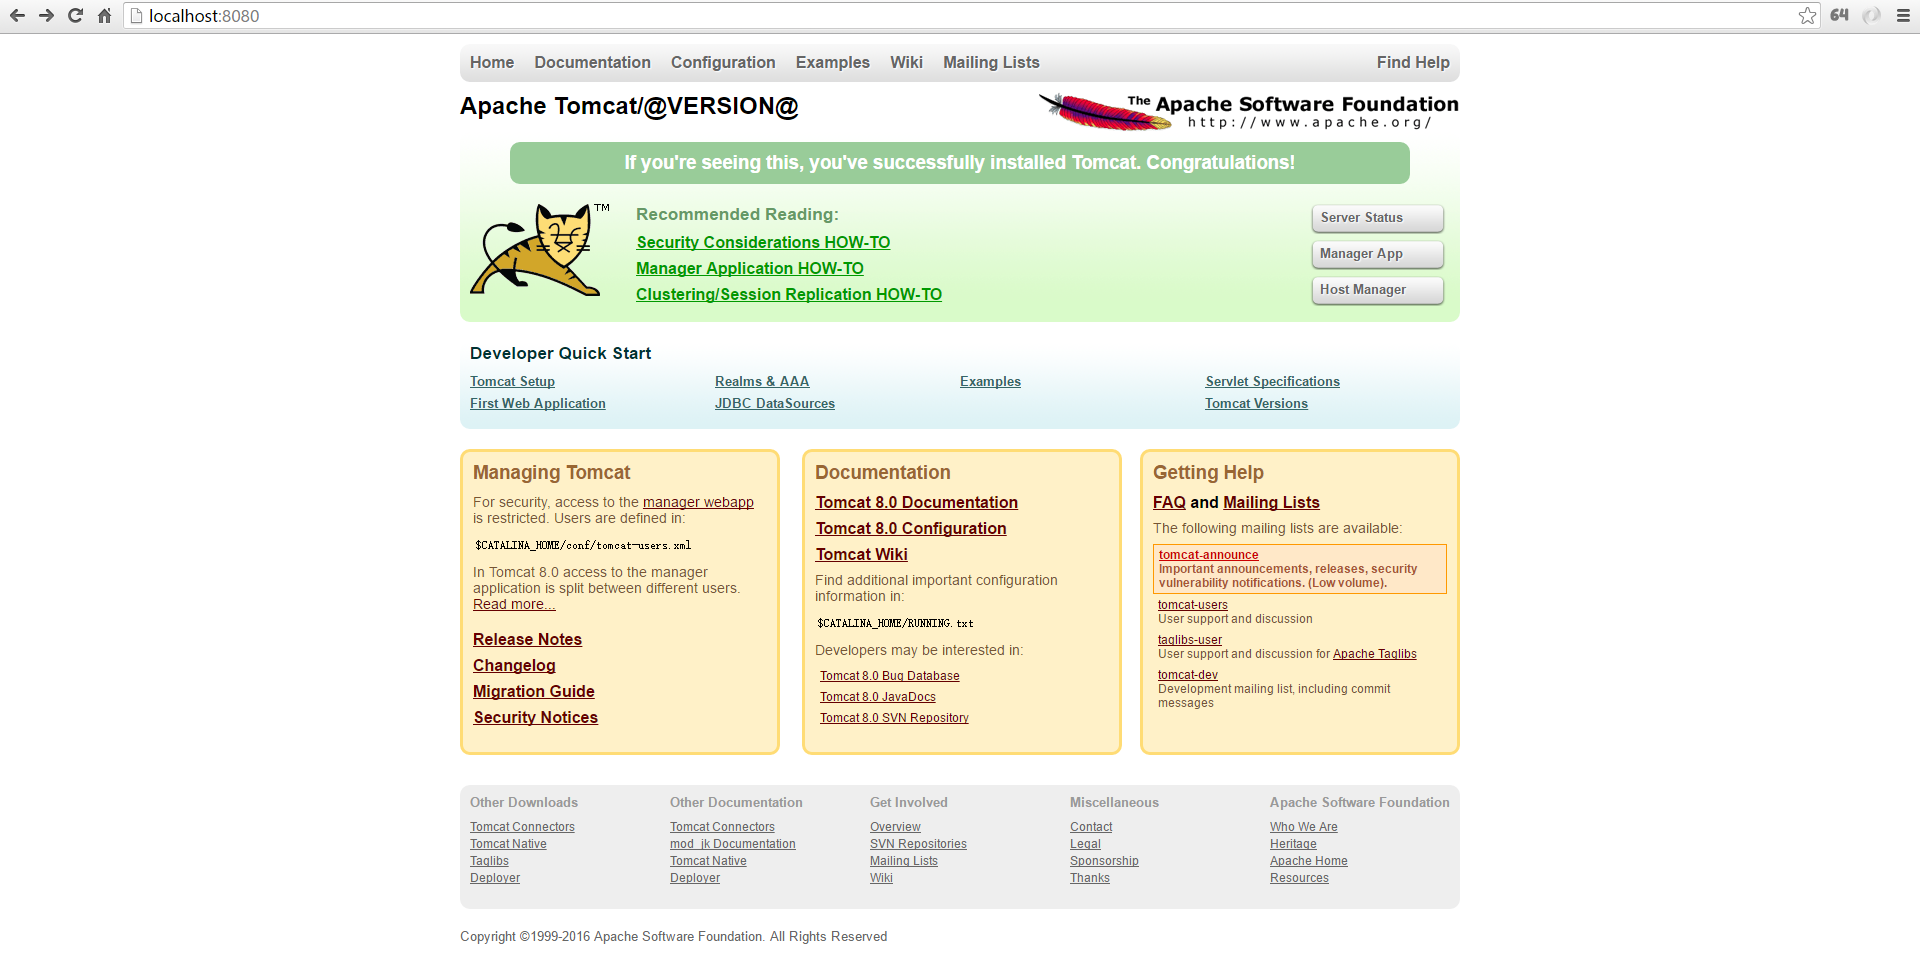 localhost:8080
64
Home Documentation Configuration Examples Wiki Mailing Lists Find Help
Apache Tomcat/@VERSION@
The Apache Software Foundation
http://www.apache.org/
If you're seeing this, you've successfully installed Tomcat. Congratulations!
TM
Recommended Reading:
Security Considerations HOW-TO
Manager Application HOW-TO
Clustering/Session Replication HOW-TO
Server Status
Manager App
Host Manager
Developer Quick Start
Tomcat Setup
First Web Application
Realms & AAA
JDBC DataSources
Examples
Servlet Specifications
Tomcat Versions
Managing Tomcat
For security, access to the manager webapp
is restricted. Users are defined in:
$CATALINA_HOME/conf/tomcat-users.xml
In Tomcat 8.0 access to the manager
application is split between different users.
Read more...
Release Notes
Changelog
Migration Guide
Security Notices
Documentation
Tomcat 8.0 Documentation
Tomcat 8.0 Configuration
Tomcat Wiki
Find additional important configuration
information in:
$CATALINA_HOME/RUNNING.txt
Developers may be interested in:
Tomcat 8.0 Bug Database
Tomcat 8.0 JavaDocs
Tomcat 8.0 SVN Repository
Getting Help
FAQ and Mailing Lists
The following mailing lists are available:
tomcat-announce
Important announcements, releases, security
vulnerability notifications. (Low volume).
tomcat-users
User support and discussion
taglibs-user
User support and discussion for Apache Taglibs
tomcat-dev
Development mailing list, including commit
messages
Other Downloads
Tomcat Connectors
Tomcat Native
Taglibs
Deployer
Other Documentation
Tomcat Connectors
mod_jk Documentation
Tomcat Native
Deployer
Get Involved
Overview
SVN Repositories
Mailing Lists
Wiki
Miscellaneous
Contact
Legal
Sponsorship
Thanks
Apache Software Foundation
Who We Are
Heritage
Apache Home
Resources
Copyright ©1999-2016 Apache Software Foundation. All Rights Reserved